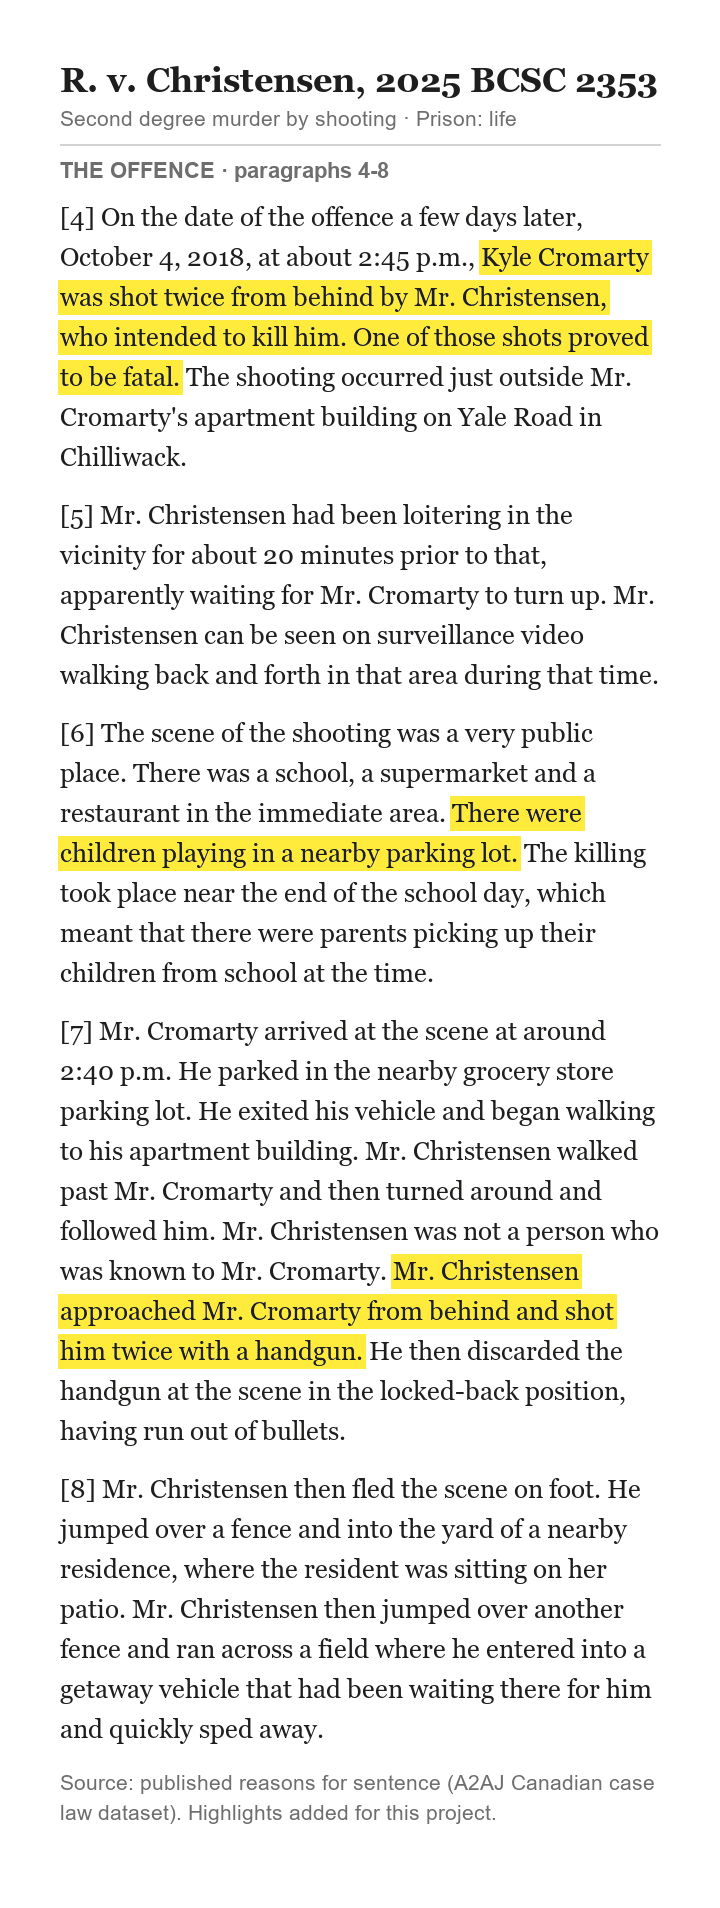 R. v. Christensen, 2025 BCSC 2353
Second degree murder by shooting · Prison: life
THE OFFENCE · paragraphs 4-8
[4] On the date of the offence a few days later,
October 4, 2018, at about 2:45 p.m., Kyle Cromarty
was shot twice from behind by Mr. Christensen,
who intended to kill him. One of those shots proved
to be fatal. The shooting occurred just outside Mr.
Cromarty's apartment building on Yale Road in
Chilliwack.
[5] Mr. Christensen had been loitering in the
vicinity for about 20 minutes prior to that,
apparently waiting for Mr. Cromarty to turn up. Mr.
Christensen can be seen on surveillance video
walking back and forth in that area during that time.
[6] The scene of the shooting was a very public
place. There was a school, a supermarket and a
restaurant in the immediate area. There were
children playing in a nearby parking lot. The killing
took place near the end of the school day, which
meant that there were parents picking up their
children from school at the time.
[7] Mr. Cromarty arrived at the scene at around
2:40 p.m. He parked in the nearby grocery store
parking lot. He exited his vehicle and began walking
to his apartment building. Mr. Christensen walked
past Mr. Cromarty and then turned around and
followed him. Mr. Christensen was not a person who
was known to Mr. Cromarty. Mr. Christensen
approached Mr. Cromarty from behind and shot
him twice with a handgun. He then discarded the
handgun at the scene in the locked-back position,
having run out of bullets.
[8] Mr. Christensen then fled the scene on foot. He
jumped over a fence and into the yard of a nearby
residence, where the resident was sitting on her
patio. Mr. Christensen then jumped over another
fence and ran across a field where he entered into a
getaway vehicle that had been waiting there for him
and quickly sped away.
Source: published reasons for sentence (A2AJ Canadian case
law dataset). Highlights added for this project.